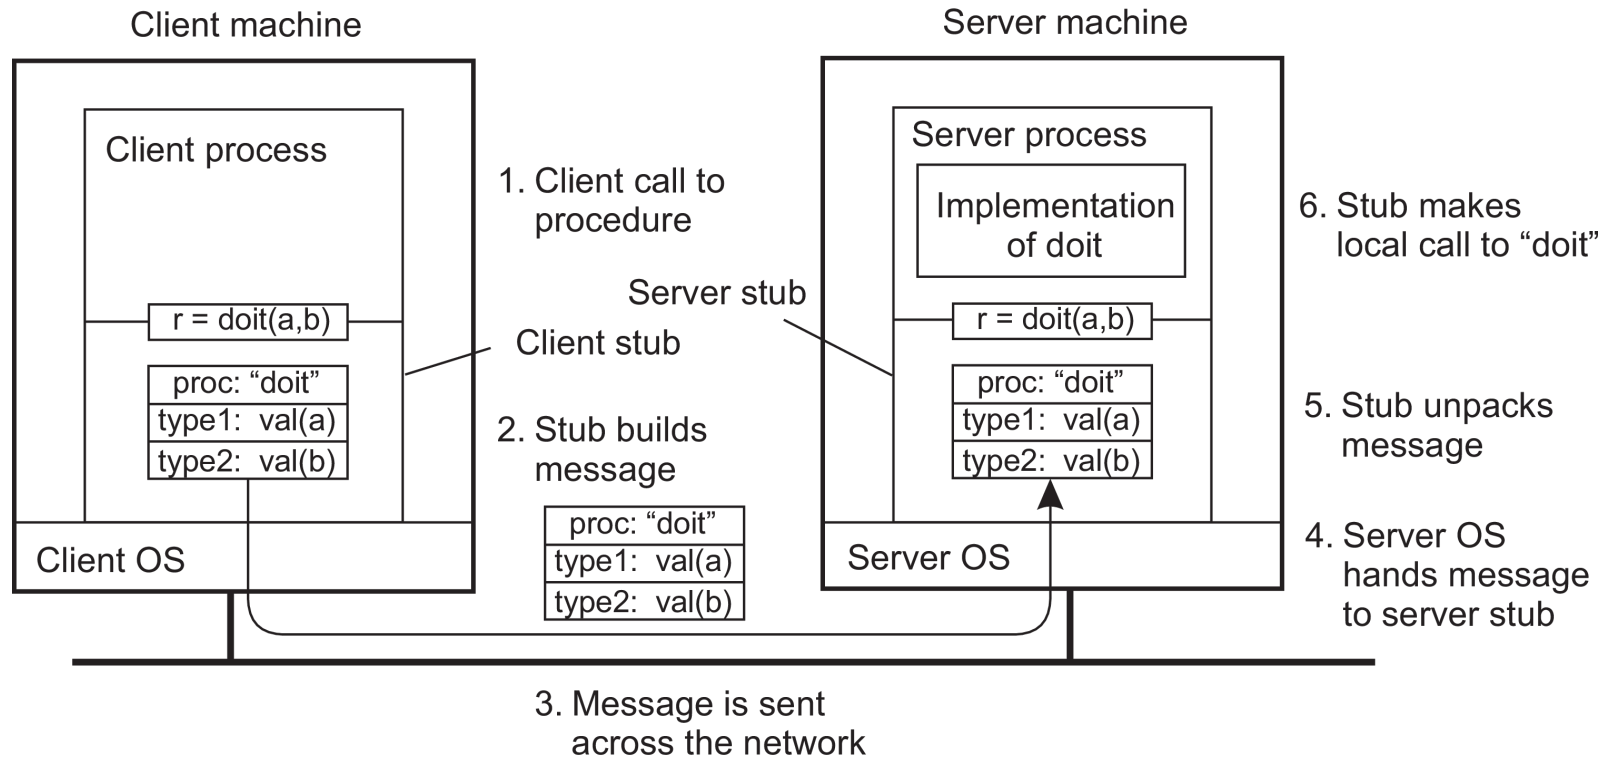 Client machine
Server machine
Client process
Server process
1. Client call to
procedure
Implementation
of doit
6. Stub makes
local call to “doit”
Server stub
r = doit(a,b)
r = doit(a,b)
Client stub
proc: “doit”
type1: val(a)
type2: val(b)
proc: “doit”
type1: val(a)
type2: val(b)
2. Stub builds
message
5. Stub unpacks
message
proc: “doit”
type1: val(a)
type2: val(b)
Client OS
Server OS
4. Server OS
hands message
to server stub
3. Message is sent
across the network